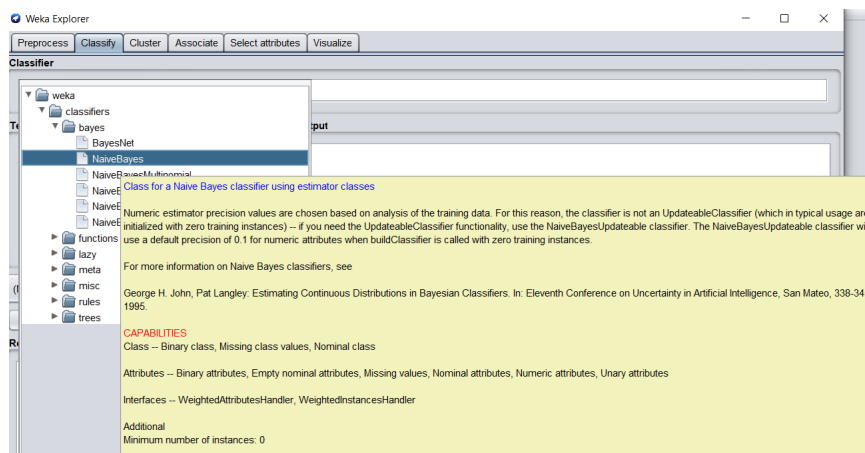 Weka Explorer
Preprocess Classify Cluster Associate Select attributes Visualize
Classifier
weka
classifiers
bayes
BayesNet
NaiveBayes
NaiveBayesMultinomial
functions
lazy
meta
misc
rules
trees
Class for a Naive Bayes classifier using estimator classes
Numeric estimator precision values are chosen based on analysis of the training data. For this reason, the classifier is not an UpdateableClassifier (which in typical usage are
initialized with zero training instances) -- if you need the UpdateableClassifier functionality, use the NaiveBayesUpdateable classifier. The NaiveBayesUpdateable classifier wi
use a default precision of 0.1 for numeric attributes when buildClassifier is called with zero training instances.
For more information on Naive Bayes classifiers, see
George H. John, Pat Langley: Estimating Continuous Distributions in Bayesian Classifiers. In: Eleventh Conference on Uncertainty in Artificial Intelligence, San Mateo, 338-34
1995.
CAPABILITIES
Class -- Binary class, Missing class values, Nominal class
Attributes -- Binary attributes, Empty nominal attributes, Missing values, Nominal attributes, Numeric attributes, Unary attributes
Interfaces -- WeightedAttributesHandler, WeightedInstancesHandler
Additional
Minimum number of instances: 0